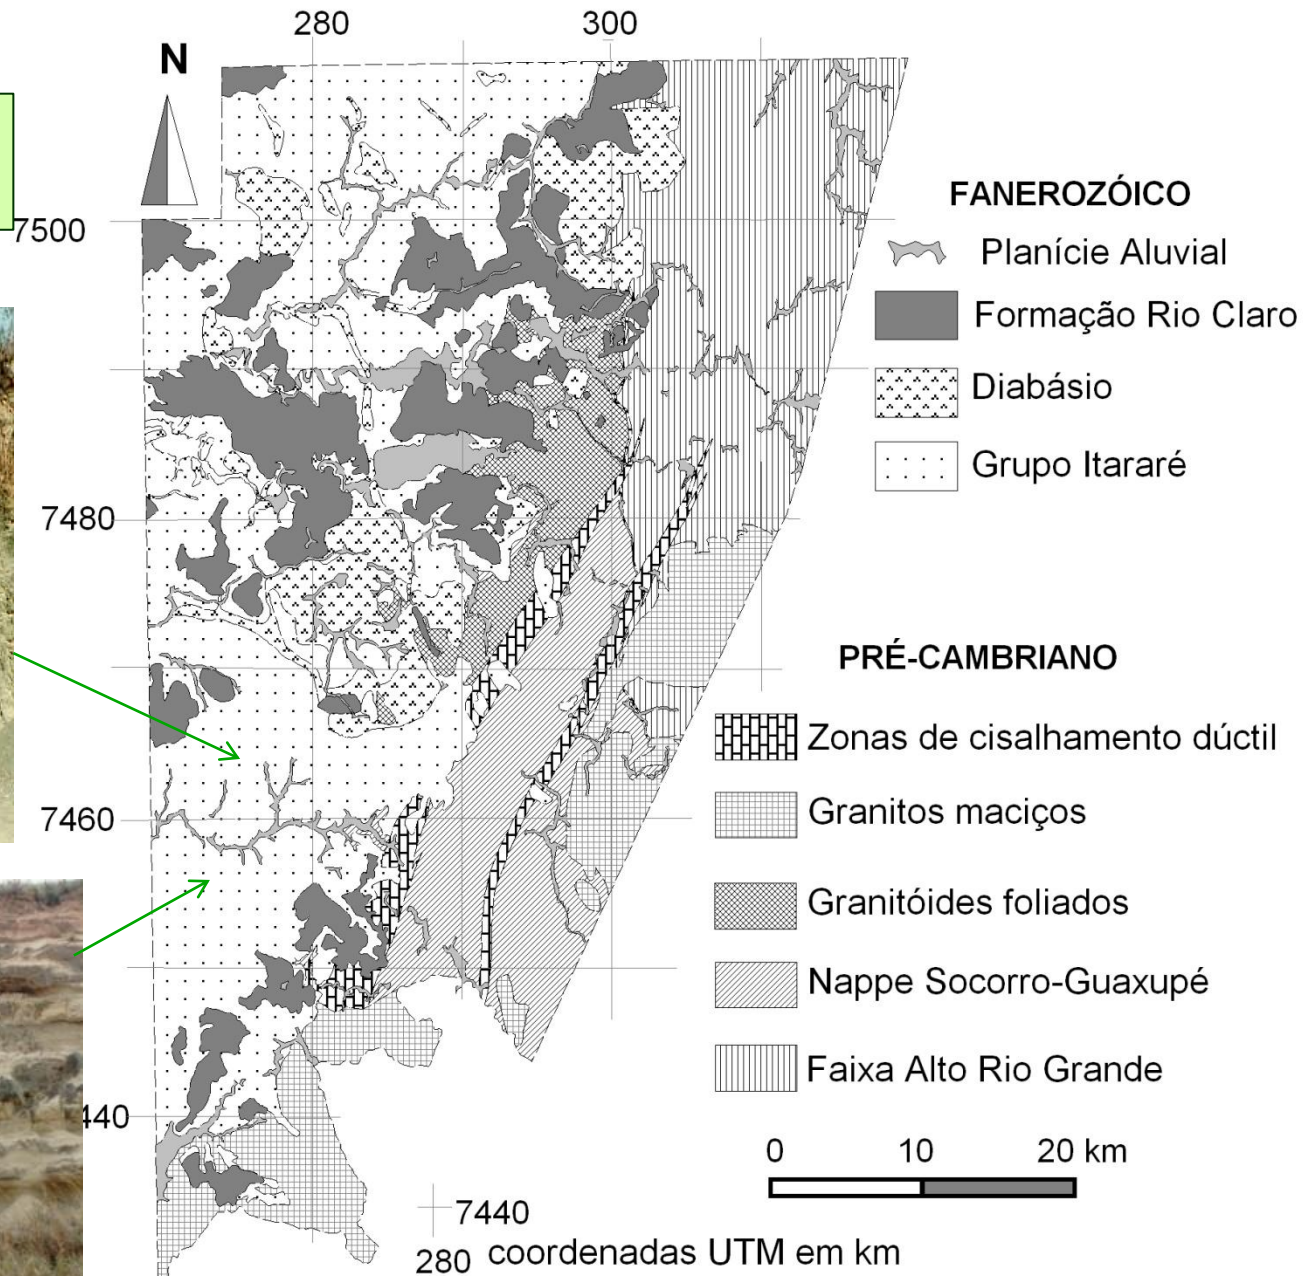 280
300
N
7500
7480
7460
440
FANEROZÓICO
Planície Aluvial
Formação Rio Claro
Diabásio
Grupo Itararé
PRÉ-CAMBRIANO
Zonas de cisalhamento dúctil
Granitos maciços
Granitóides foliados
Nappe Socorro-Guaxupé
Faixa Alto Rio Grande
0 10 20 km
7440
280 coordenadas UTM em km